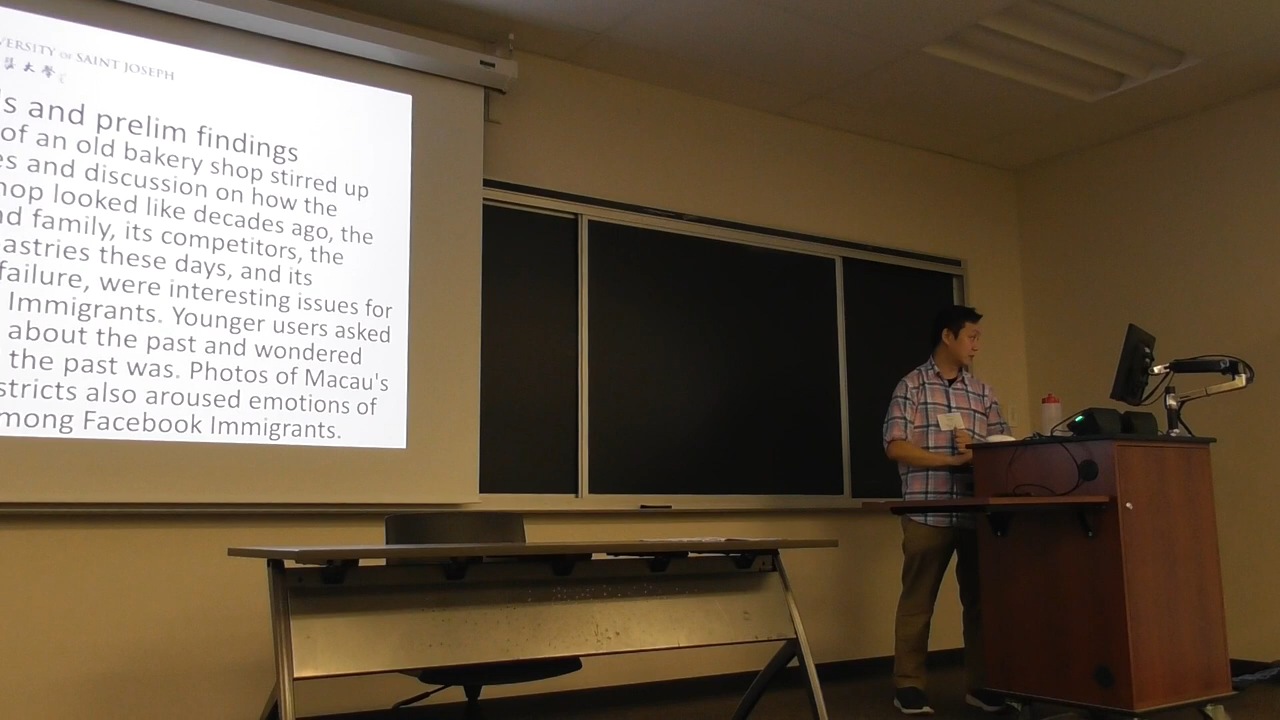 VERSITY OF SAINT JOSEPH
大學
's and prelim findings
of an old bakery shop stirred up
es and discussion on how the
hop looked like decades ago, the
nd family, its competitors, the
astries these days, and its
failure, were interesting issues for
Immigrants. Younger users asked
about the past and wondered
the past was. Photos of Macau's
stricts also aroused emotions of
mong Facebook Immigrants.